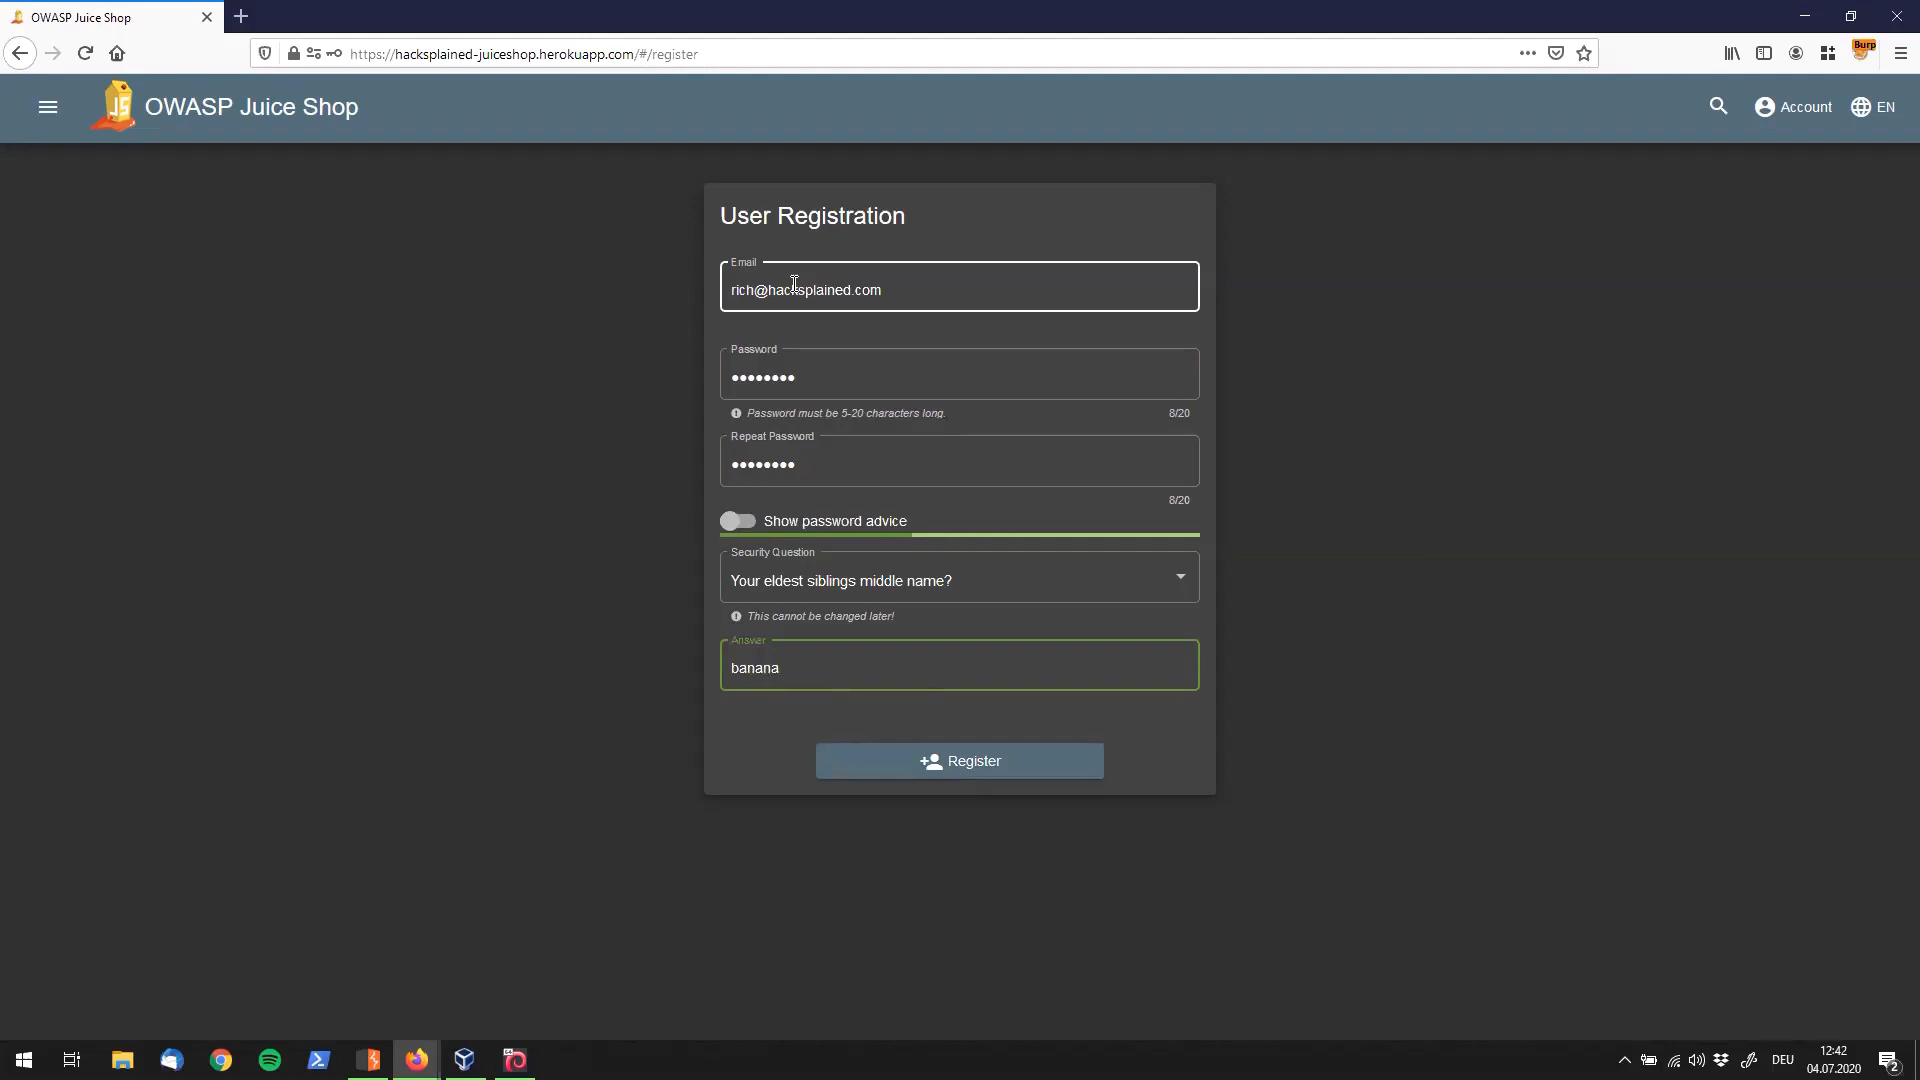 OWASP Juice Shop
https://hacksplained-juiceshop.herokuapp.com/#/register
Burp
JS
OWASP Juice Shop
Account
EN
User Registration
Email
rich@hacksplained.com
Password
••••••••
Password must be 5-20 characters long.
8/20
Repeat Password
••••••••
8/20
Show password advice
Security Question
Your eldest siblings middle name?
This cannot be changed later!
Answer
banana
Register
DEU
12:42
04.07.2020
2